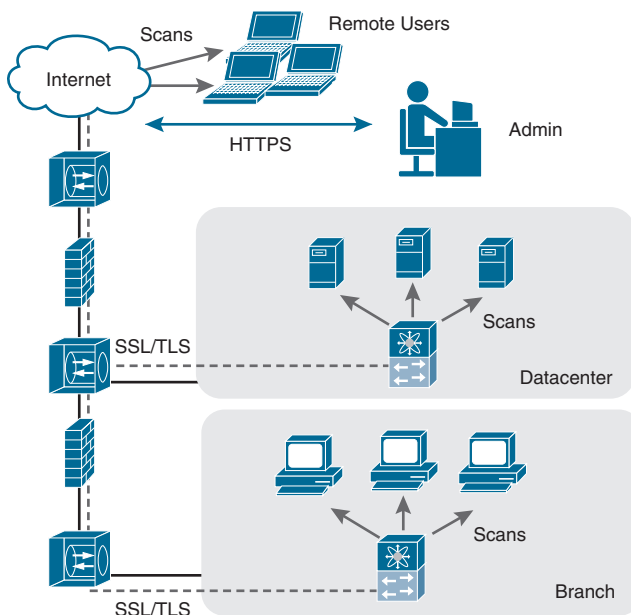 Scans
Remote Users
Internet
HTTPS
Admin
SSL/TLS
Scans
Datacenter
Scans
Branch
SSL/TLS